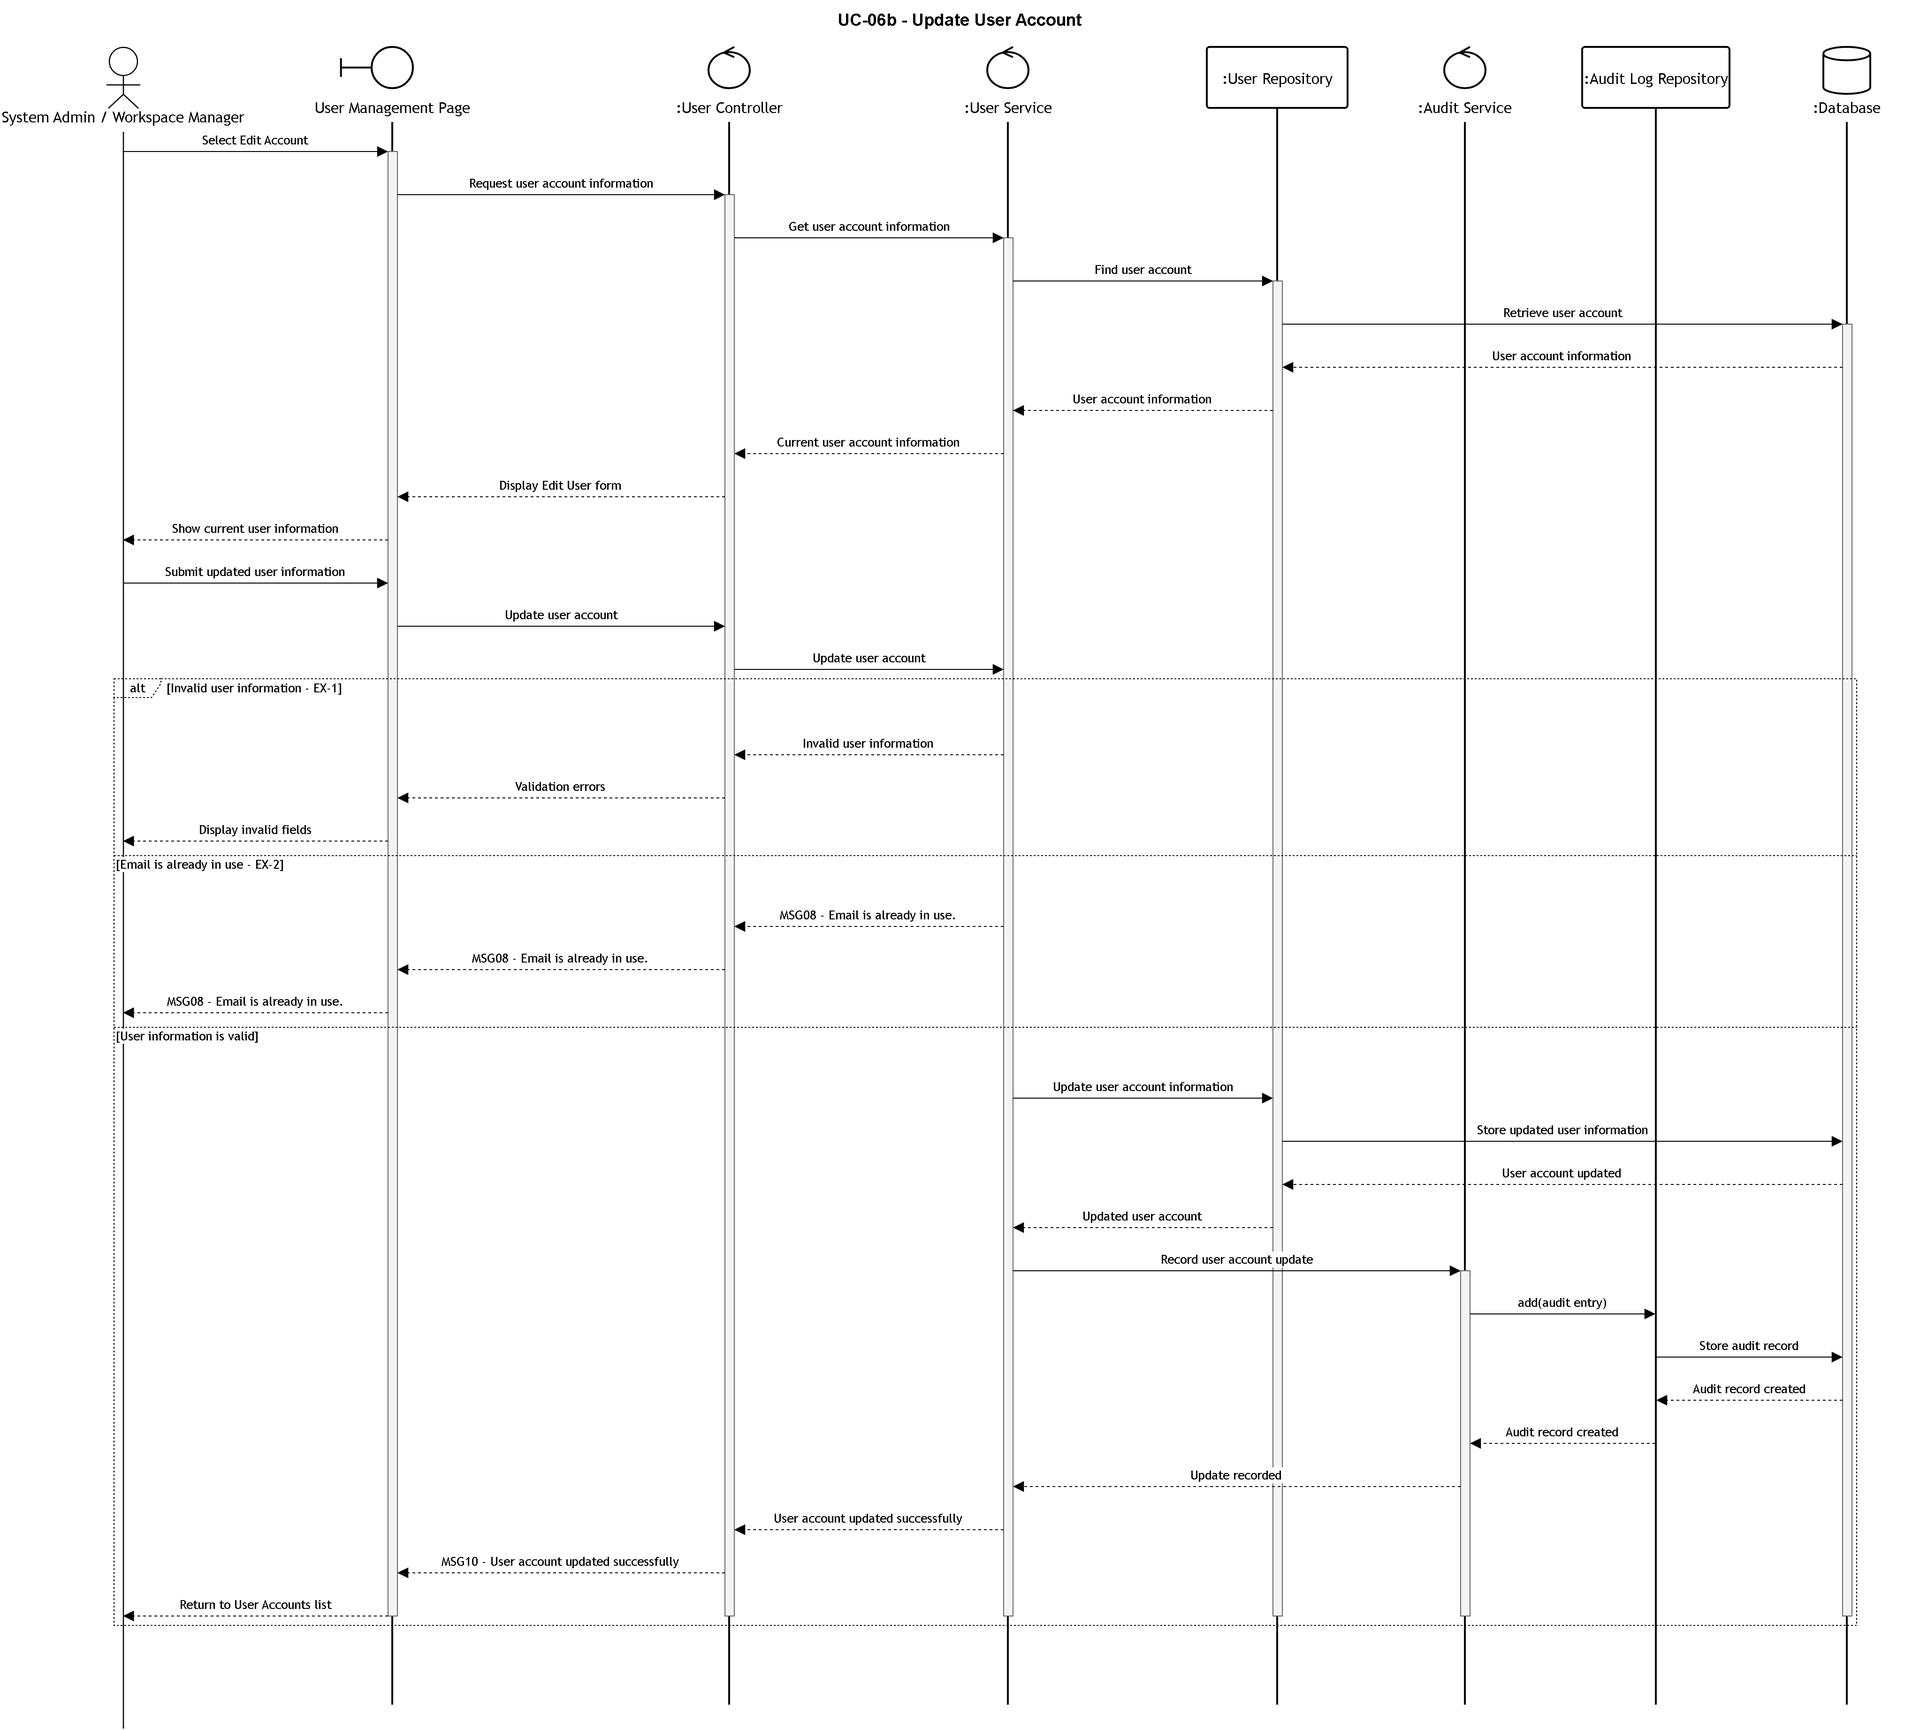 UC-06b - Update User Account
System Admin / Workspace Manager
User Management Page
:User Controller
:User Service
:User Repository
:Audit Service
:Audit Log Repository
:Database
Select Edit Account
Request user account information
Get user account information
Find user account
Retrieve user account
User account information
User account information
Current user account information
Display Edit User form
Show current user information
Submit updated user information
Update user account
Update user account
alt [Invalid user information - EX-1]
Invalid user information
Validation errors
Display invalid fields
[Email is already in use - EX-2]
MSG08 - Email is already in use.
MSG08 - Email is already in use.
MSG08 - Email is already in use.
[User information is valid]
Update user account information
Store updated user information
User account updated
Updated user account
Record user account update
add(audit entry)
Store audit record
Audit record created
Audit record created
Update recorded
User account updated successfully
MSG10 - User account updated successfully
Return to User Accounts list